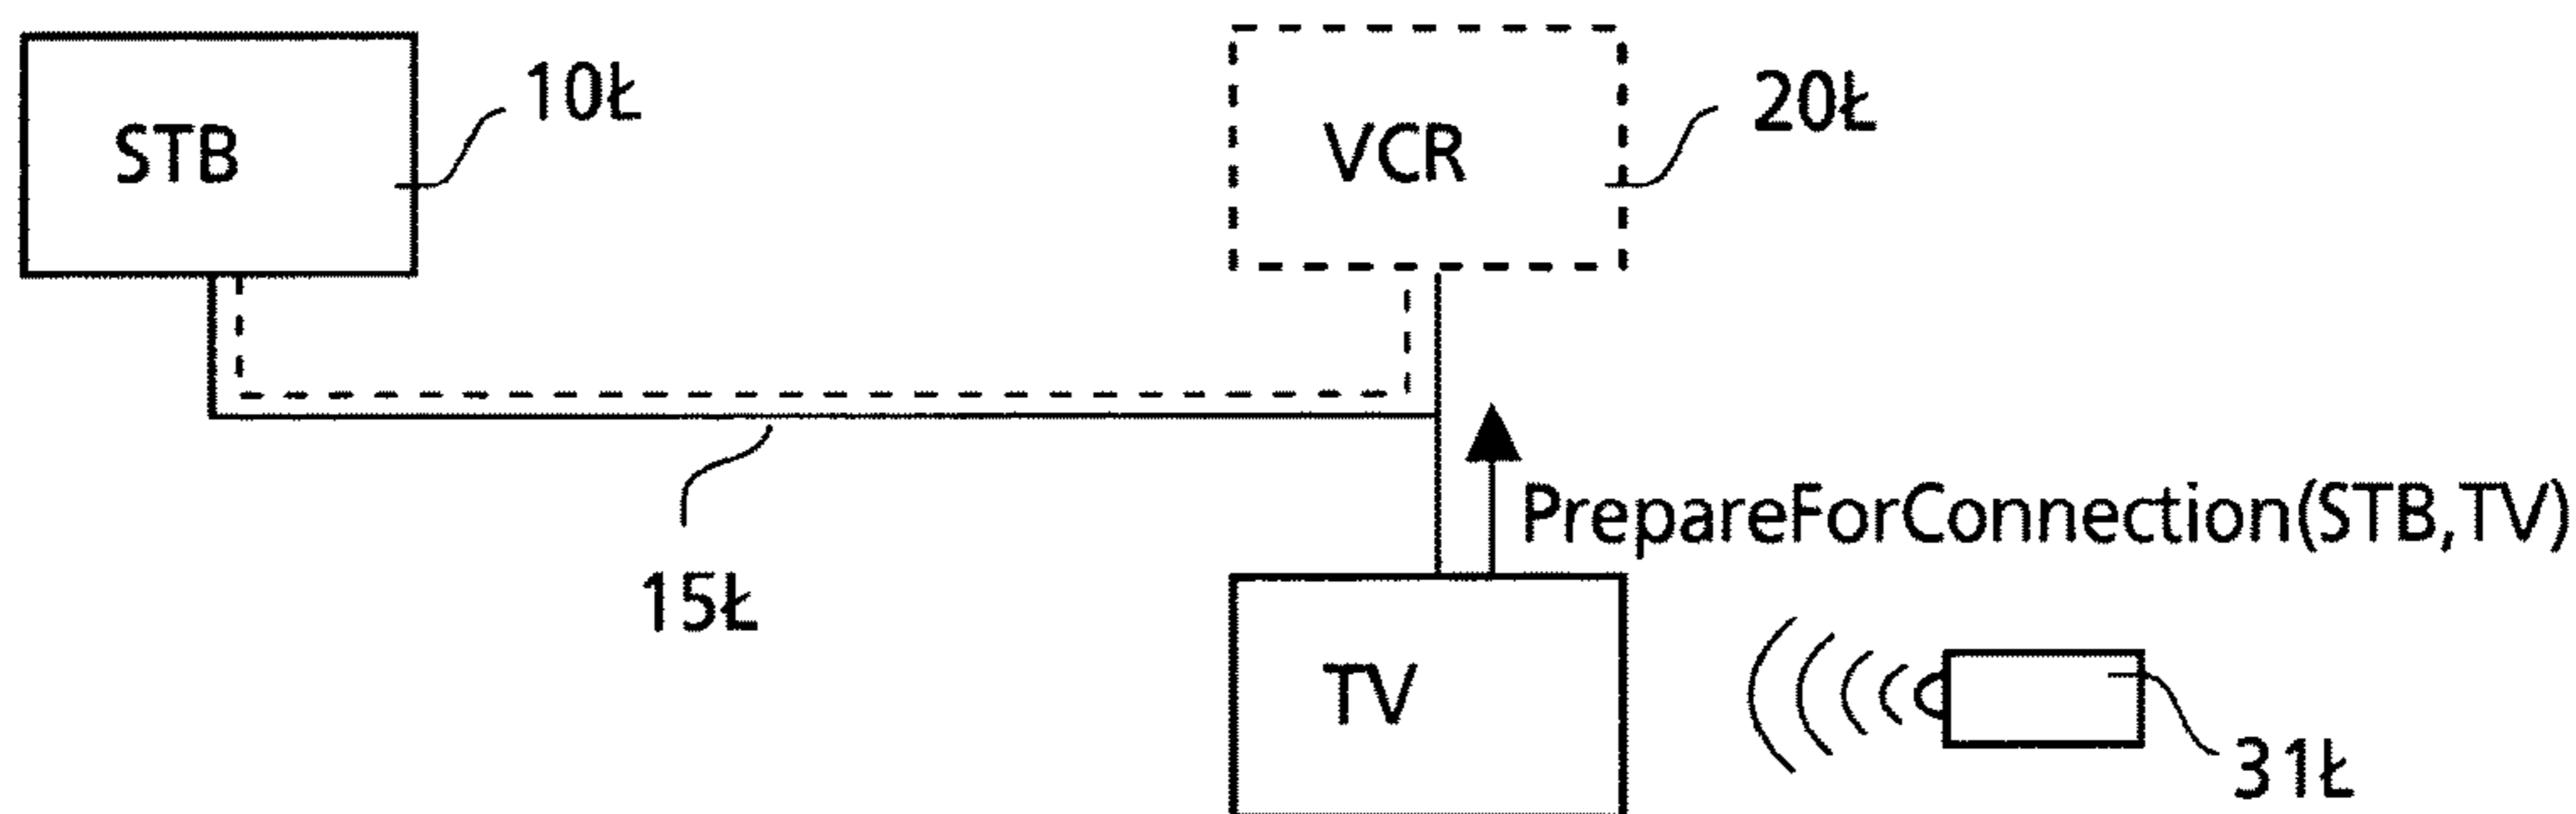 STB
10Ł
VCR
20Ł
15Ł
PrepareForConnection(STB,TV)
TV
31Ł